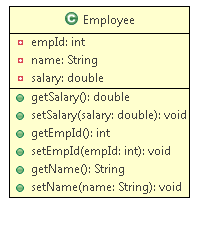 C Employee
empId: int
name: String
salary: double
getSalary(): double
setSalary(salary: double): void
getEmpId(): int
setEmpId(empId: int): void
getName(): String
setName(name: String): void